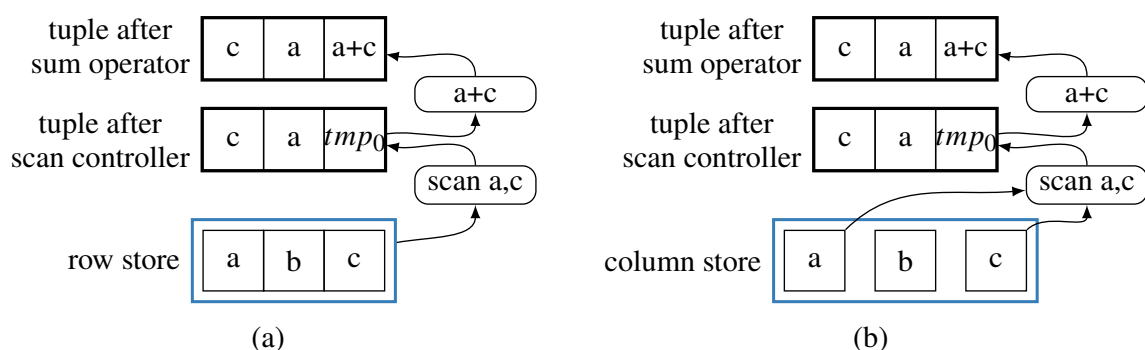 tuple after
sum operator
c a a+c
a+c
tuple after
scan controller
c a tmp0
scan a,c
row store
a b c
(a)
tuple after
sum operator
c a a+c
a+c
tuple after
scan controller
c a tmp0
scan a,c
column store
a b c
(b)